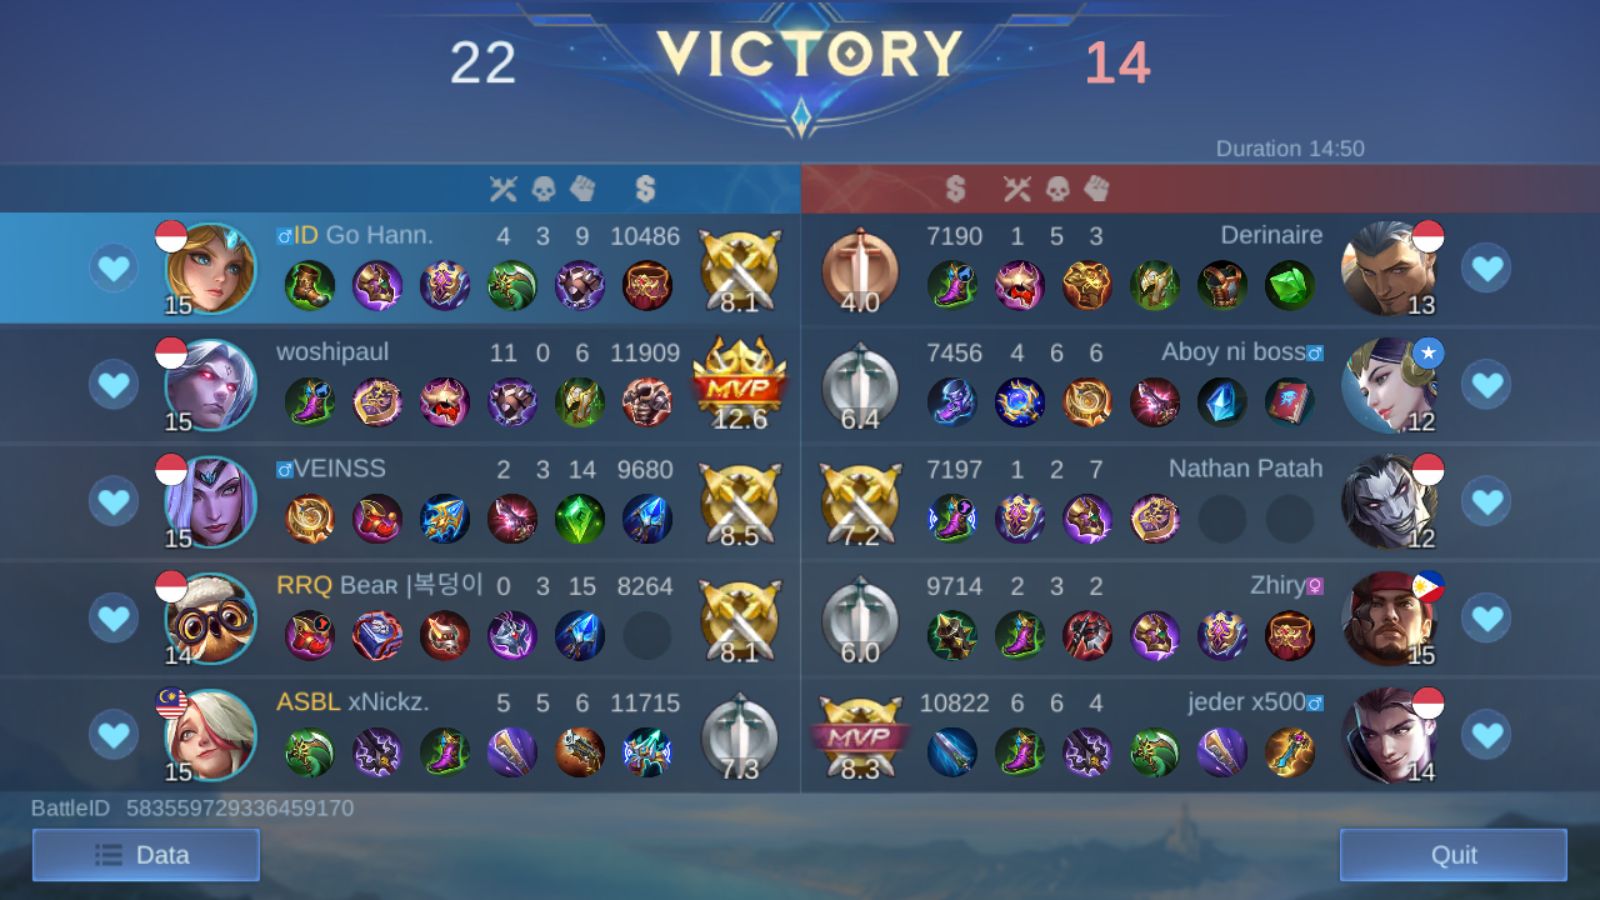 22 VICTORY 14
Duration 14:50
ID Go Hann. 4 3 9 10486
15 8.1
4.0 7190 1 5 3 Derinaire
13
woshipaul 11 0 6 11909
15 MVP 12.6
6.4 7456 4 6 6 Aboy ni boss
12
VEINSS 2 3 14 9680
15 8.5
7.2 7197 1 2 7 Nathan Patah
12
RRQ Bear |복덩이 0 3 15 8264
14 8.1
6.0 9714 2 3 2 Zhiry
15
ASBL xNickz. 5 5 6 11715
15 7.3
MVP 8.3 10822 6 6 4 jeder x500
14
BattleID 583559729336459170
Data
Quit